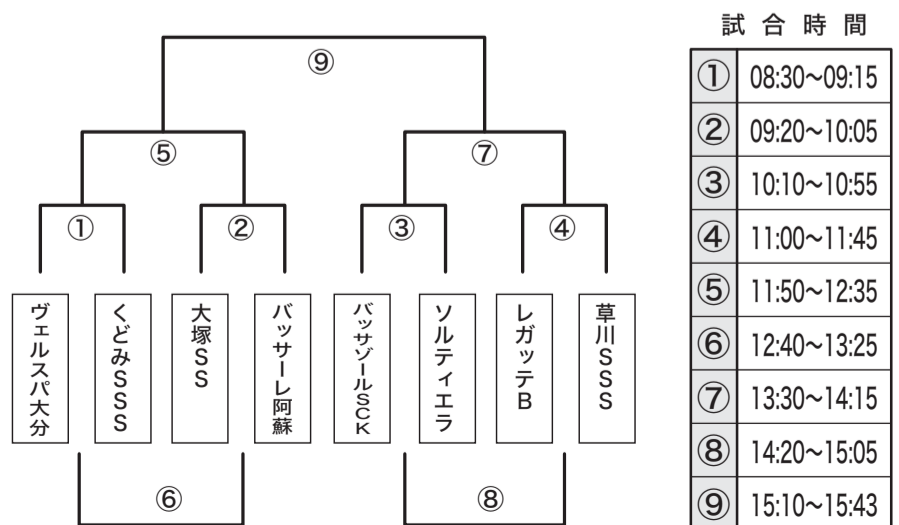 試合時間
⑨
⑤
⑦
①
②
③
④
ヴェルスパ大分
くどみSSS
大塚SS
バッサーレ阿蘇
バッサゾールSCK
ソルティエラ
レガッテB
草川SSS
⑥
⑧
① 08:30~09:15
② 09:20~10:05
③ 10:10~10:55
④ 11:00~11:45
⑤ 11:50~12:35
⑥ 12:40~13:25
⑦ 13:30~14:15
⑧ 14:20~15:05
⑨ 15:10~15:43